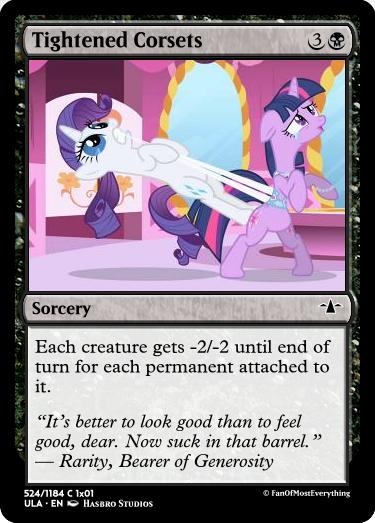 Tightened Corsets 3
Sorcery
Each creature gets -2/-2 until end of
turn for each permanent attached to
it.
“It’s better to look good than to feel
good, dear. Now suck in that barrel.”
— Rarity, Bearer of Generosity
524/1184 C 1x01
ULA • EN Hasbro Studios
© FanOfMostEverything